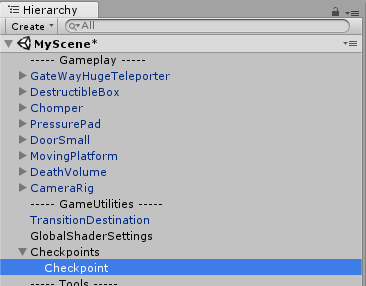 Hierarchy
Create All
MyScene*
----- Gameplay -----
GateWayHugeTeleporter
DestructibleBox
Chomper
PressurePad
DoorSmall
MovingPlatform
DeathVolume
CameraRig
----- GameUtilities -----
TransitionDestination
GlobalShaderSettings
Checkpoints
Checkpoint
----- Tools -----